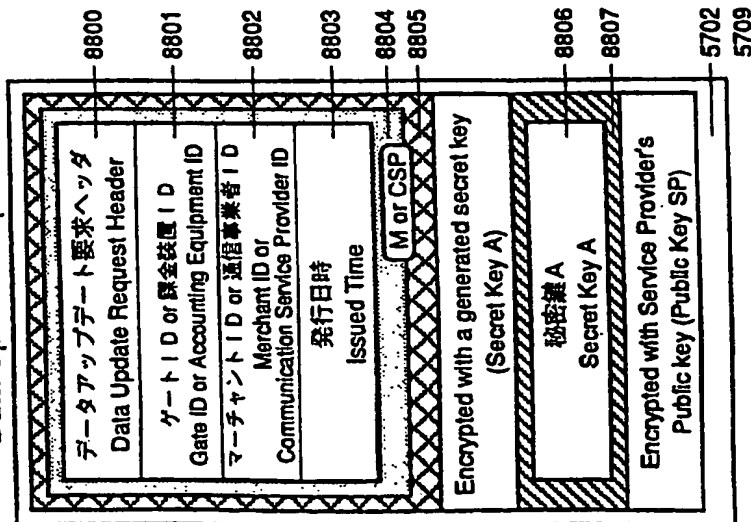 データアップデート要求ヘッダ
Data Update Request Header
8800
ゲートID or 課金装置ID
Gate ID or Accounting Equipment ID
8801
マーチャントID or 通信事業者ID
Merchant ID or
Communication Service Provider ID
8802
発行日時
Issued Time
8803
8804
M or CSP
8805
Encrypted with a generated secret key
(Secret Key A)
秘密鍵A
Secret Key A
8806
8807
Encrypted with Service Provider's
Public key (Public Key SP)
5702
5709